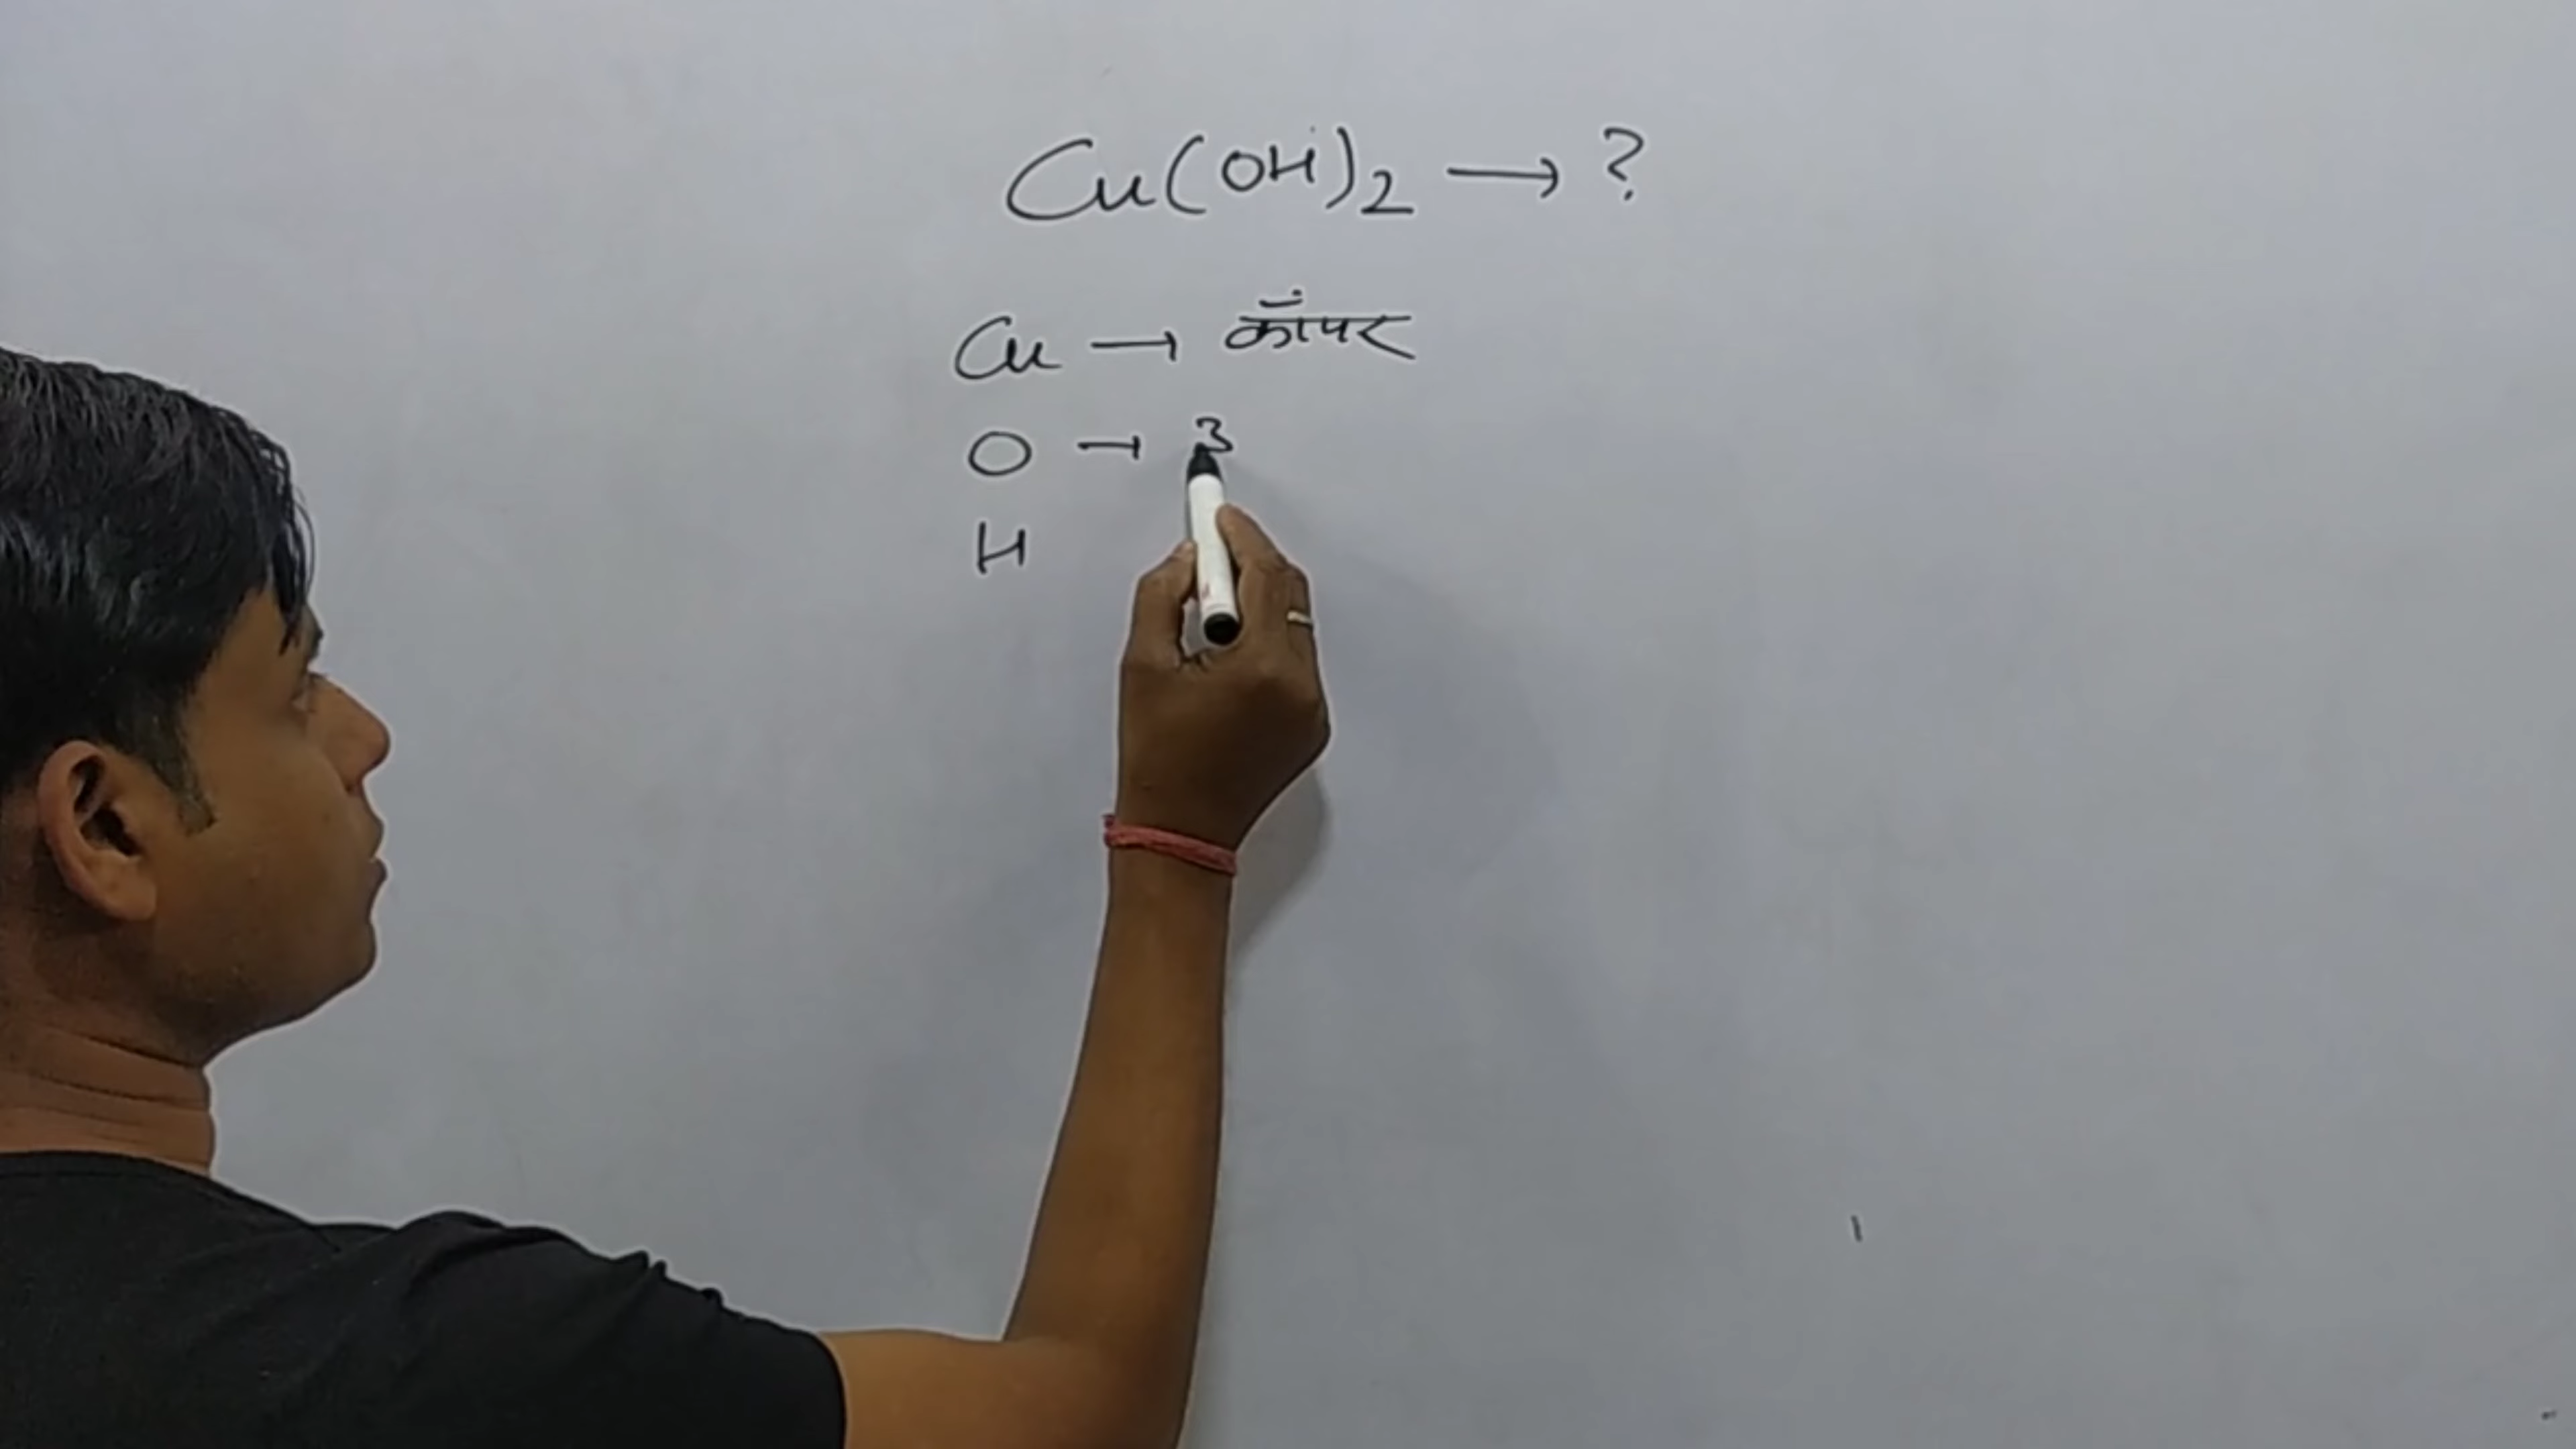 Cu(OH)₂ → ?
Cu → कॉपर
O → 3
H